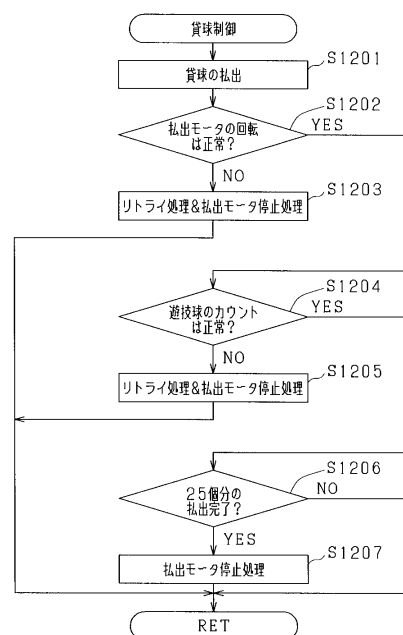 貸球制御
S1201
貸球の払出
S1202
払出モータの回転
は正常?
YES
NO
S1203
リトライ処理&払出モータ停止処理
S1204
遊技球のカウント
は正常?
YES
NO
S1205
リトライ処理&払出モータ停止処理
S1206
25個分の
払出完了?
NO
YES
S1207
払出モータ停止処理
RET